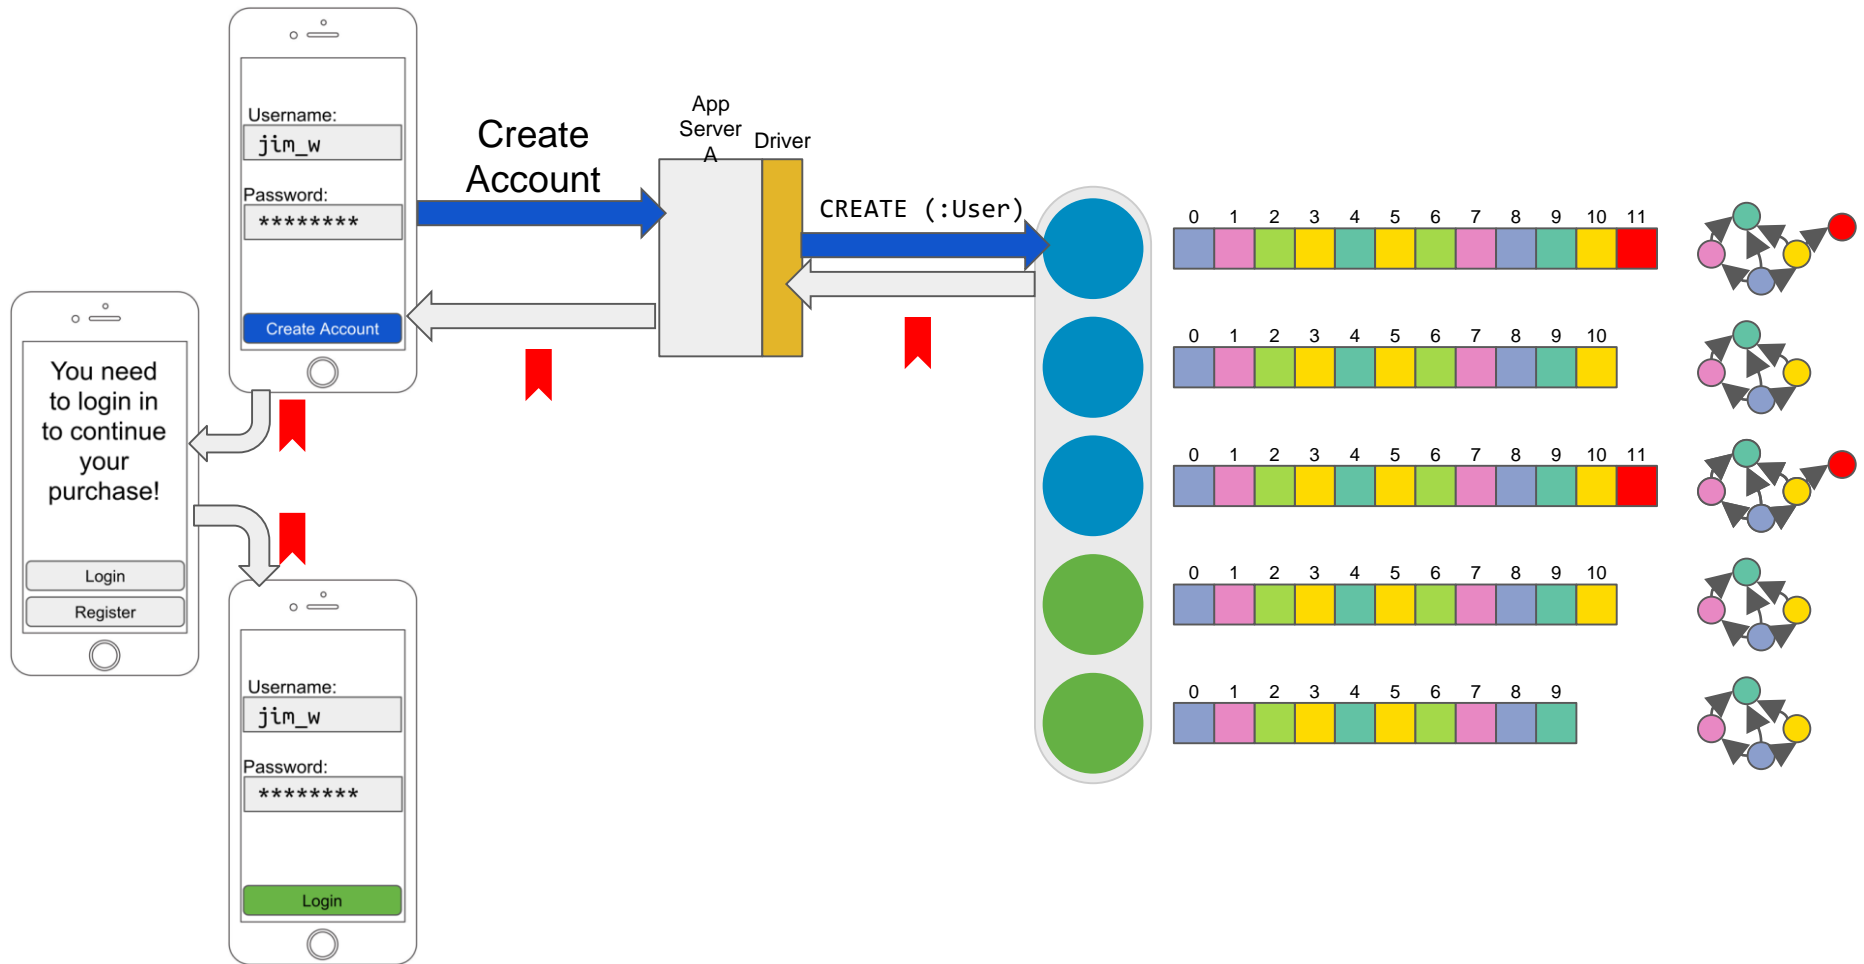 Username:
jim_w
Password:
********
Create Account
You need
to login in
to continue
your
purchase!
Login
Register
Username:
jim_w
Password:
********
Login
Create
Account
App
Server
A
Driver
CREATE (:User)
0 1 2 3 4 5 6 7 8 9 10 11
0 1 2 3 4 5 6 7 8 9 10
0 1 2 3 4 5 6 7 8 9 10 11
0 1 2 3 4 5 6 7 8 9 10
0 1 2 3 4 5 6 7 8 9